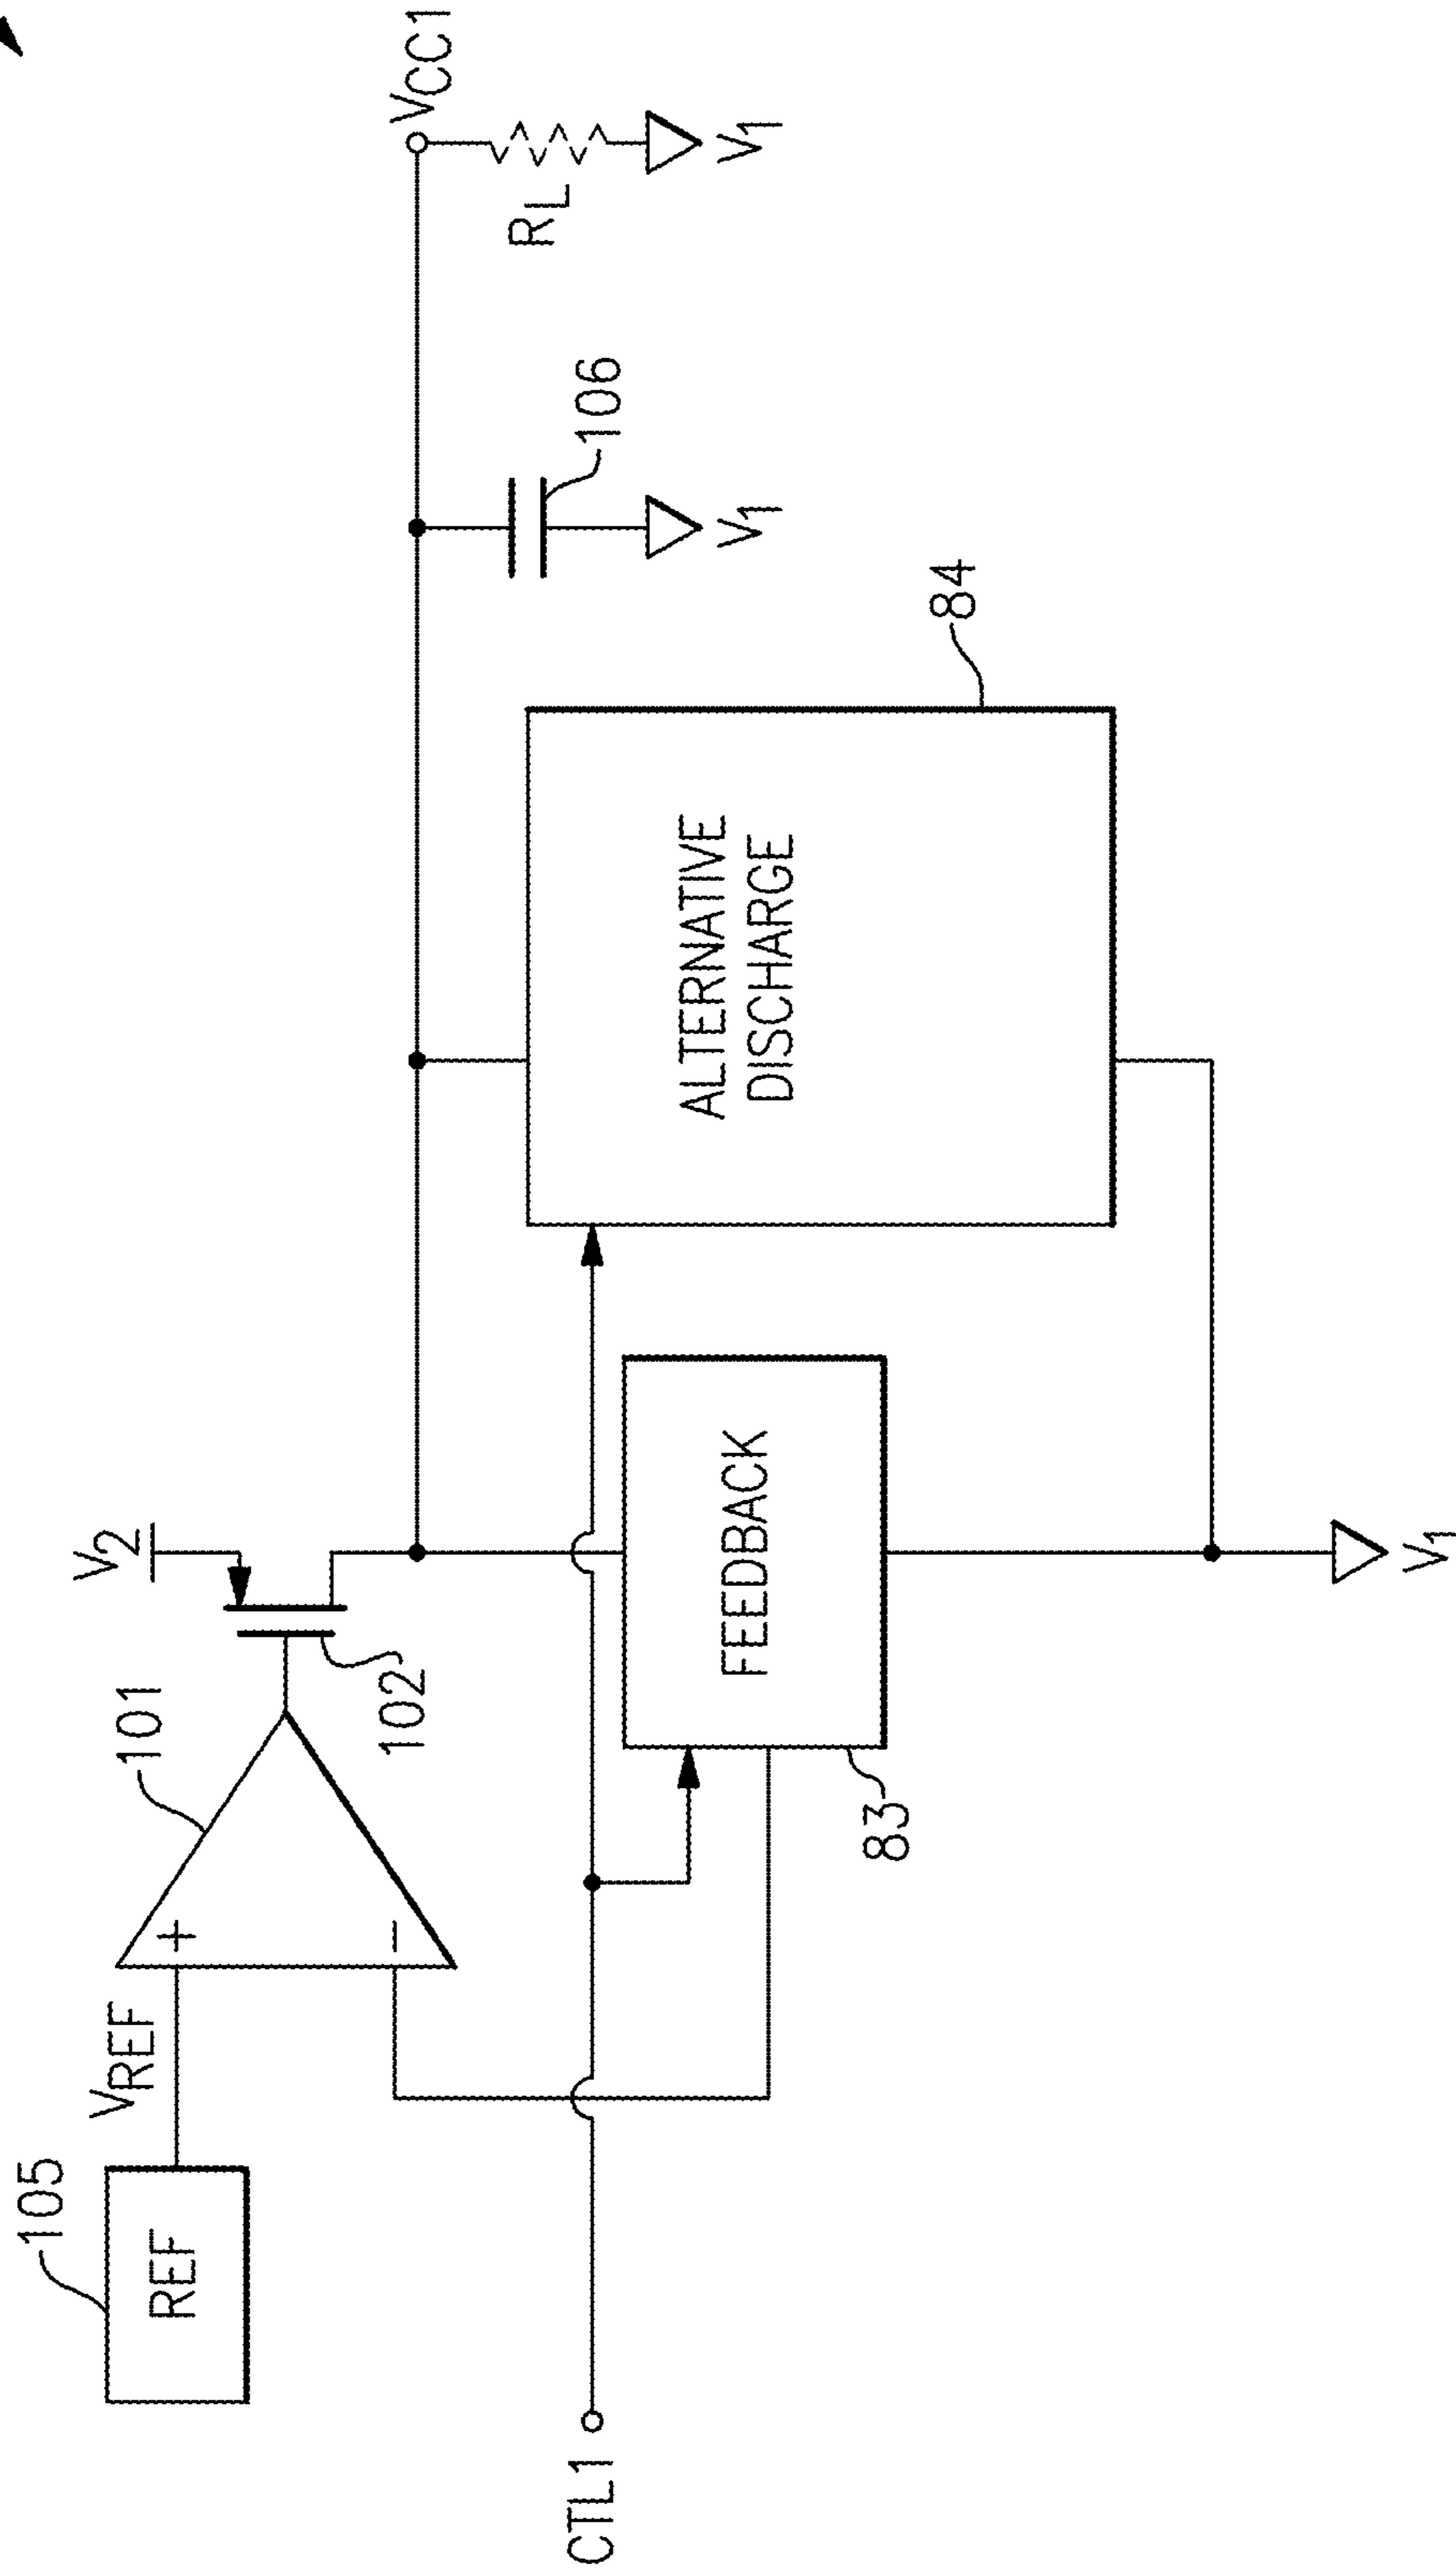 105
REF
VREF
101
V2
102
VCC1
RL
V1
106
V1
CTL1
FEEDBACK
83
ALTERNATIVE
DISCHARGE
84
V1